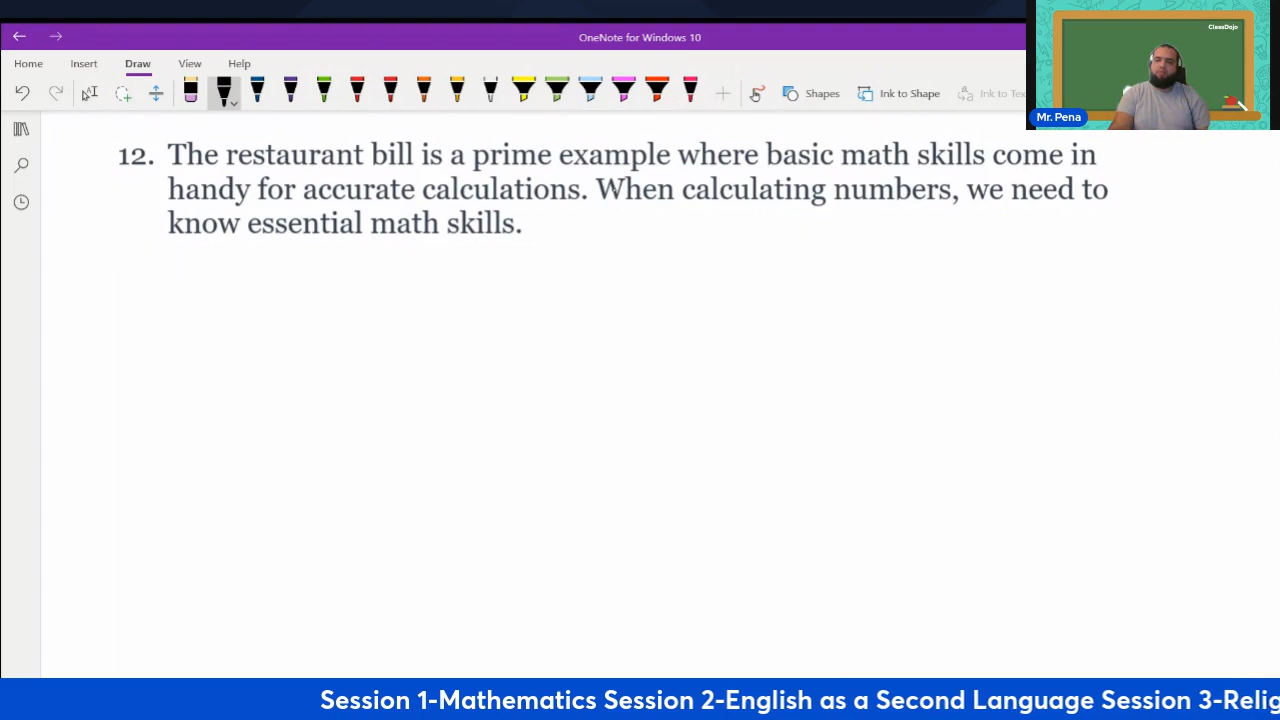 OneNote for Windows 10
ClassDojo
Home Insert Draw View Help
Shapes Ink to Shape Ink to Tex
Mr. Pena
12. The restaurant bill is a prime example where basic math skills come in
handy for accurate calculations. When calculating numbers, we need to
know essential math skills.
Session 1-Mathematics Session 2-English as a Second Language Session 3-Relig